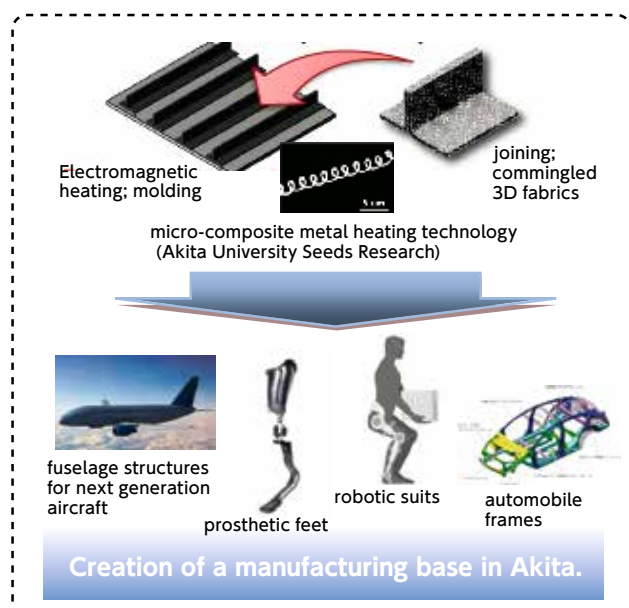 Electromagnetic
heating; molding
joining;
commingled
3D fabrics
micro-composite metal heating technology
(Akita University Seeds Research)
fuselage structures
for next generation
aircraft
prosthetic feet
robotic suits
automobile
frames
Creation of a manufacturing base in Akita.